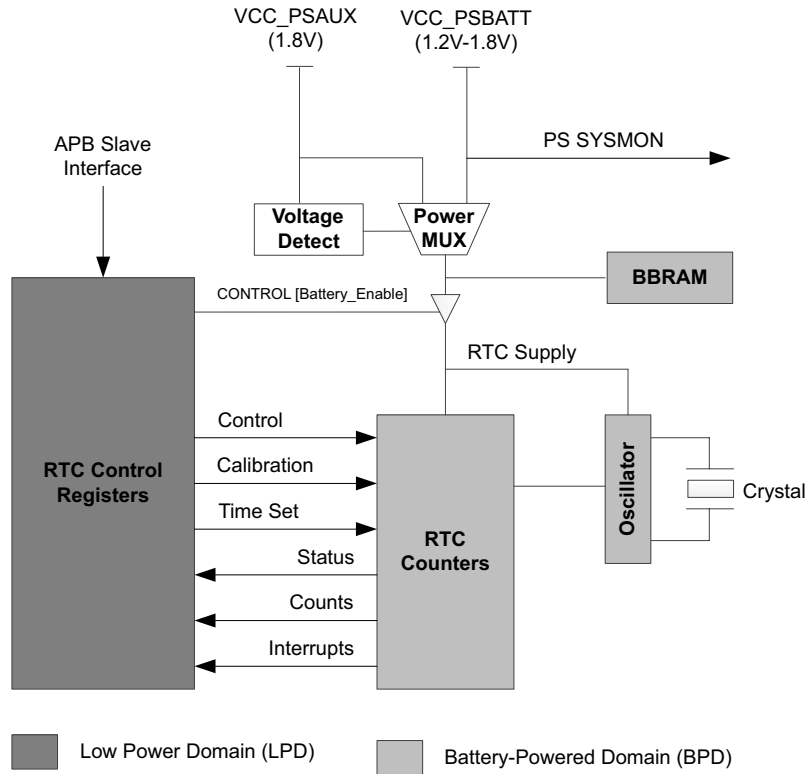 VCC_PSAUX
(1.8V)
VCC_PSBATT
(1.2V-1.8V)
APB Slave
Interface
PS SYSMON
Voltage
Detect
Power
MUX
BBRAM
CONTROL [Battery_Enable]
RTC Supply
RTC Control
Registers
Control
Calibration
Time Set
Status
Counts
Interrupts
RTC
Counters
Oscillator
Crystal
Low Power Domain (LPD)
Battery-Powered Domain (BPD)